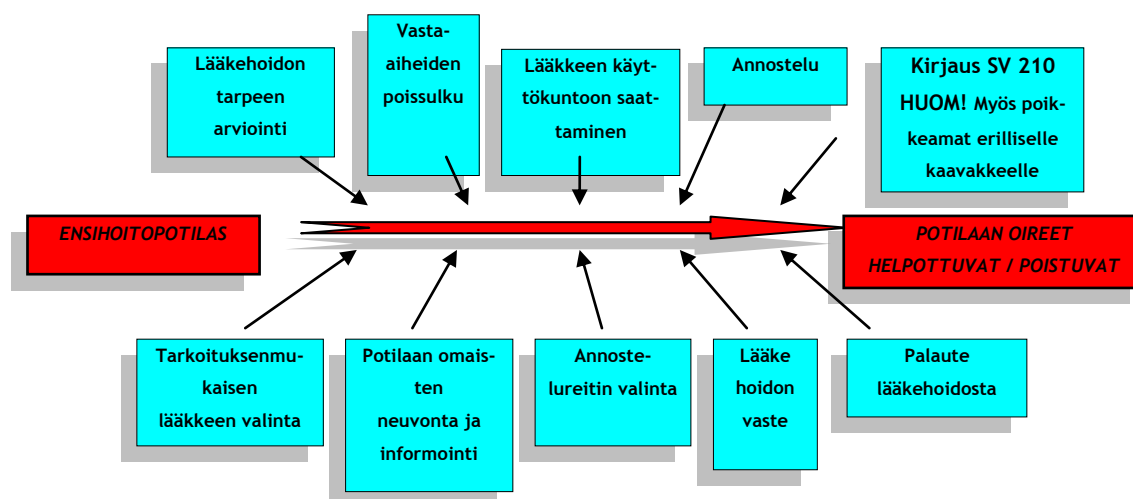 Lääkehoidon
tarpeen
arviointi
Vasta-
aiheiden
poissulku
Lääkkeen käyt-
tökuntoon saat-
taminen
Annostelu
Kirjaus SV 210
HUOM! Myös poik-
keamat erilliselle
kaavakkeelle
ENSIHOITOPOTILAS
POTILAAN OIREET
HELPOTTUVAT / POISTUVAT
Tarkoituksenmu-
kaisen
lääkkeen valinta
Potilaan omais-
ten
neuvonta ja
informointi
Annoste-
lureitin valinta
Lääke
hoidon
vaste
Palaute
lääkehoidosta